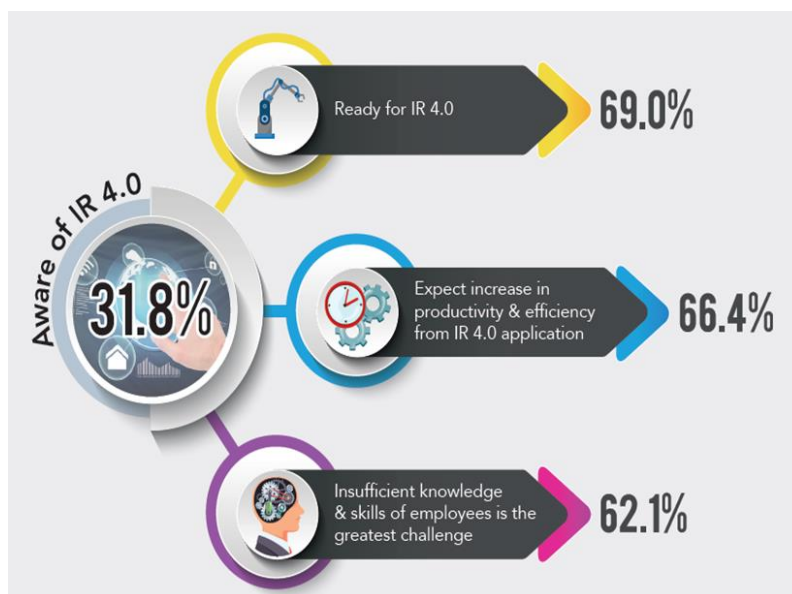 Aware of IR 4.0
31.8%
Ready for IR 4.0
69.0%
Expect increase in
productivity & efficiency
from IR 4.0 application
66.4%
Insufficient knowledge
& skills of employees is the
greatest challenge
62.1%